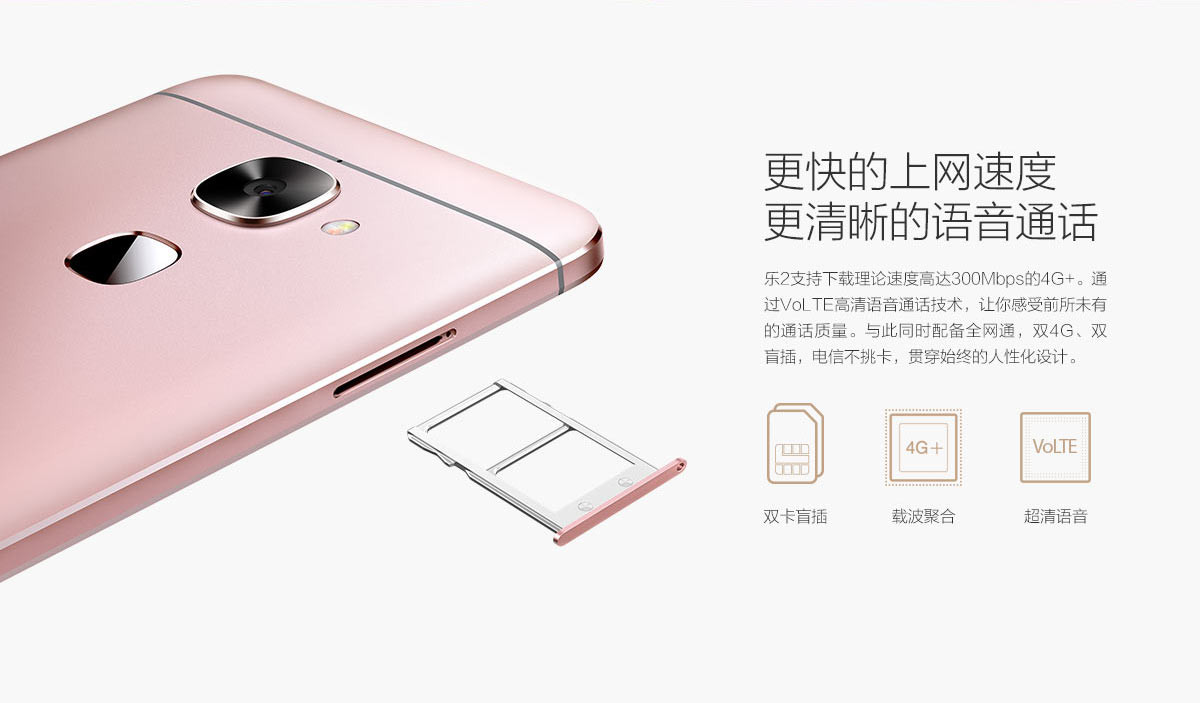 更快的上网速度
更清晰的语音通话
乐2支持下载理论速度高达300Mbps的4G+。通
过VoLTE高清语音通话技术，让你感受前所未有
的通话质量。与此同时配备全网通，双4G、双
盲插，电信不挑卡，贯穿始终的人性化设计。
4G+
VoLTE
双卡盲插
载波聚合
超清语音